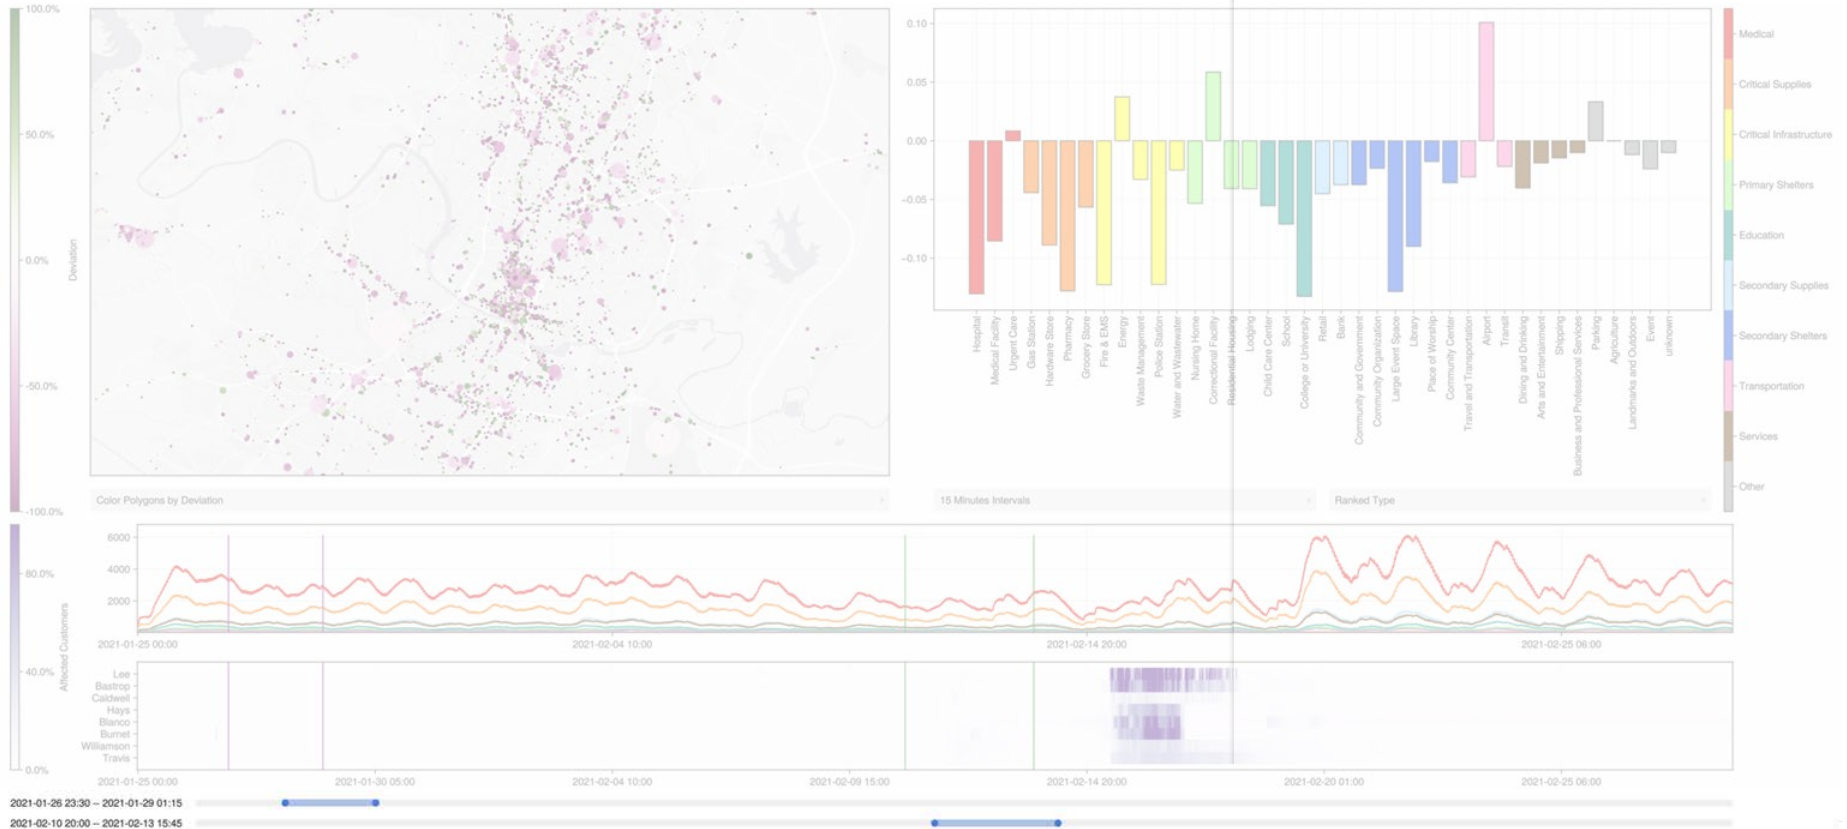 100.0%
50.0%
0.0%
-50.0%
-100.0%
Deviation
0.10
0.05
0.00
-0.05
-0.10
Hospital
Medical Facility
Urgent Care
Gas Station
Hardware Store
Pharmacy
Grocery Store
Fire & EMS
Energy
Waste Management
Police Station
Water and Wastewater
Nursing Home
Correctional Facility
Residential Housing
Lodging
Child Care Center
School
College or University
Retail
Bank
Community and Government
Community Organization
Large Event Space
Library
Place of Worship
Community Center
Travel and Transportation
Airport
Transit
Dining and Drinking
Arts and Entertainment
Shipping
Business and Professional Services
Parking
Agriculture
Landmarks and Outdoors
Event
unknown
Medical
Critical Supplies
Critical Infrastructure
Primary Shelters
Education
Secondary Supplies
Secondary Shelters
Transportation
Services
Other
Color Polygons by Deviation
15 Minutes Intervals
Ranked Type
80.0%
40.0%
0.0%
Affected Customers
6000
4000
2000
2021-01-25 00:00
2021-02-04 10:00
2021-02-14 20:00
2021-02-25 06:00
Lee
Bastrop
Caldwell
Hays
Blanco
Burnet
Williamson
Travis
2021-01-25 00:00
2021-01-30 05:00
2021-02-04 10:00
2021-02-09 15:00
2021-02-14 20:00
2021-02-20 01:00
2021-02-25 06:00
2021-01-26 23:30 -- 2021-01-29 01:15
2021-02-10 20:00 -- 2021-02-13 15:45